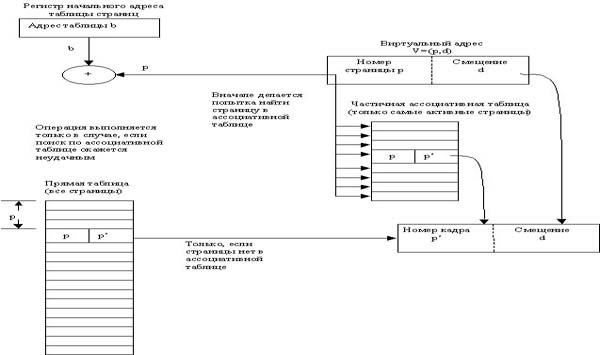 Регистр начального адреса
таблицы страниц
Адрес таблицы b
b
+
p
Виртуальный адрес
V=(p,d)
Номер
страницы p
Смещение
d
Вначале делается
попытка найти
страницу в
ассоциативной
таблице
Частичная ассоциативная таблица
(только самые активные страницы)
p
p'
Операция выполняется
только в случае, если
поиск по ассоциативной
таблице окажется
неудачным
Прямая таблица
(все страницы)
p
p
p'
Только, если
страницы нет в
ассоциативной
таблице
Номер кадра
p'
Смещение
d